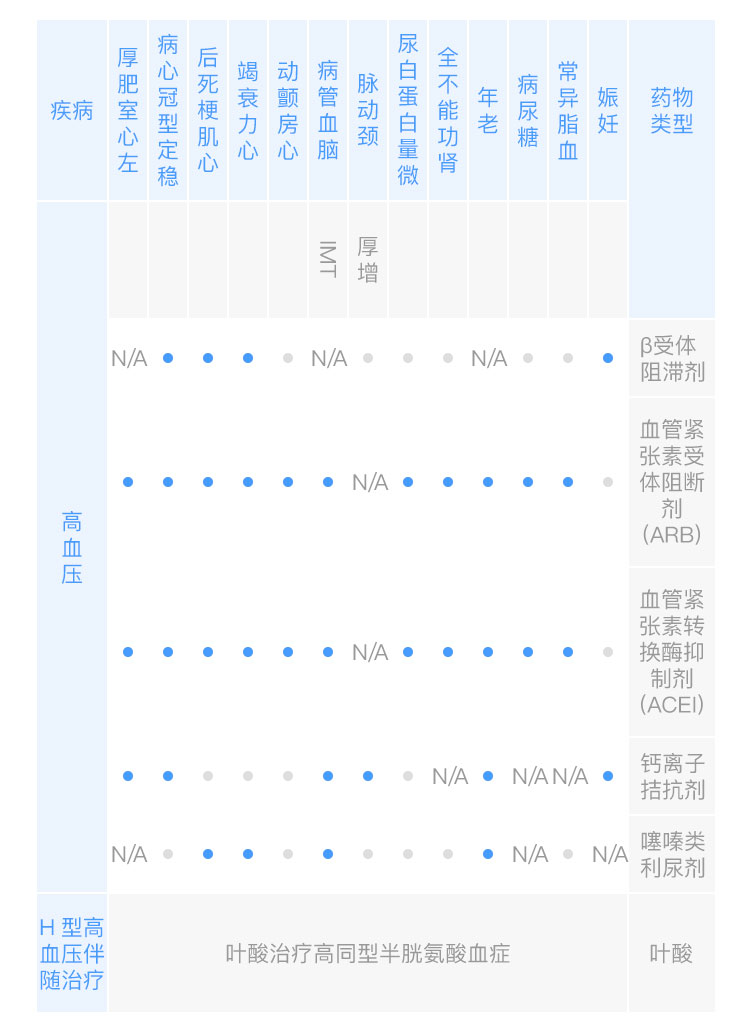 疾病
厚肥室心左
病心冠型定稳
后死梗肌心
竭衰力心
动颤房心
病管血脑
脉动颈
尿白蛋白量微
全不能功肾
年老
病尿糖
常异脂血
娠妊
药物
类型
IMT
厚增
高血压
N/A
N/A
N/A
β受体
阻滞剂
N/A
血管紧
张素受
体阻断
剂
(ARB)
N/A
血管紧
张素转
换酶抑
制剂
(ACEI)
N/A
N/A
N/A
钙离子
拮抗剂
N/A
N/A
N/A
噻嗪类
利尿剂
H 型高
血压伴
随治疗
叶酸治疗高同型半胱氨酸血症
叶酸